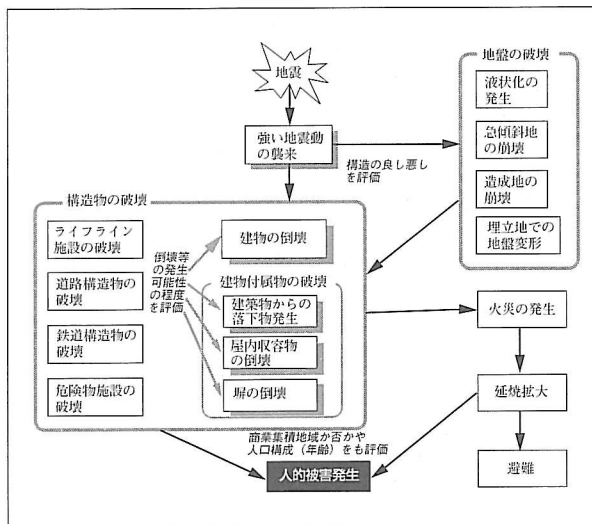 地震
強い地震動
の襲来
構造の良し悪し
を評価
地盤の破壊
液状化の
発生
急傾斜地
の崩壊
造成地の
崩壊
埋立地での
地盤変形
構造物の破壊
ライフライン
施設の破壊
道路構造物
の破壊
鉄道構造物
の破壊
危険物施設の
破壊
倒壊等
の発生
可能性
の程度
を評価
建物の倒壊
建物付属物の破壊
建築物からの
落下物発生
屋内収容物
の倒壊
塀の倒壊
火災の発生
延焼拡大
避難
商業集積地域か否かや
人口構成（年齢）をも評価
人的被害発生